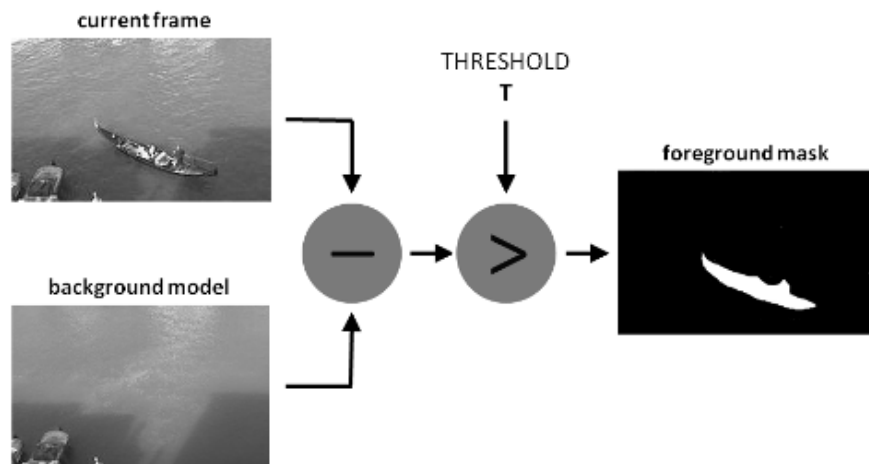 current frame
THRESHOLD
T
foreground mask
−
>
background model